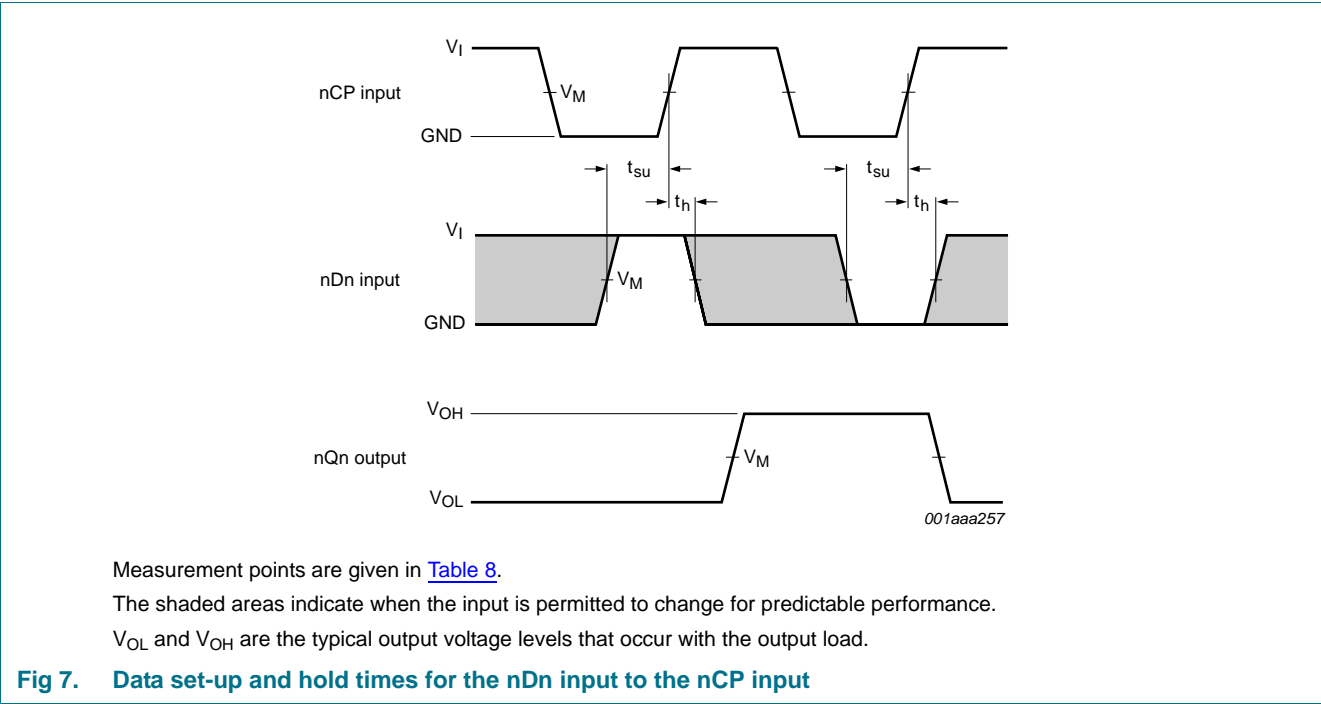 VI
nCP input
VM
GND
tsu
tsu
th
th
VI
nDn input
VM
GND
VOH
nQn output
VM
VOL
001aaa257
Measurement points are given in Table 8.
The shaded areas indicate when the input is permitted to change for predictable performance.
VOL and VOH are the typical output voltage levels that occur with the output load.
Fig 7. Data set-up and hold times for the nDn input to the nCP input